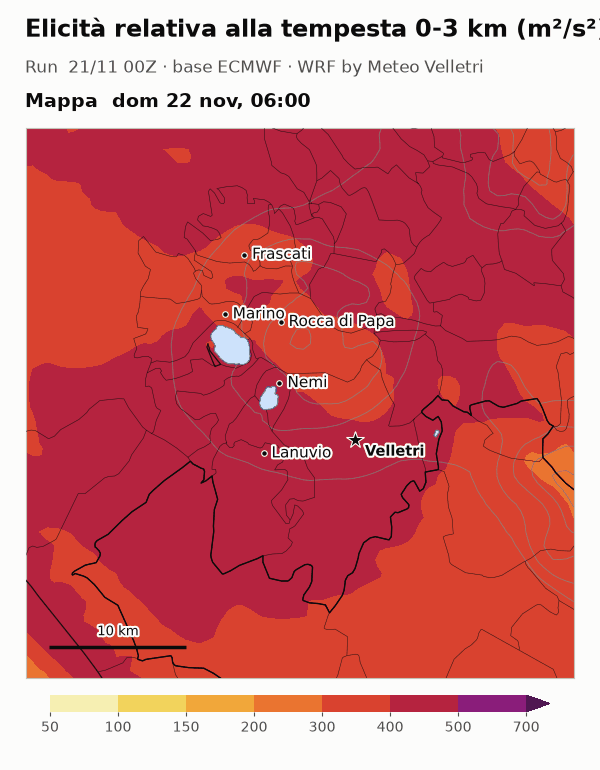 Elicità relativa alla tempesta 0-3 km (m²/s²)
Run  21/11 00Z · base ECMWF · WRF by Meteo Velletri
Mappa  dom 22 nov, 06:00
Frascati
Marino
Rocca di Papa
Nemi
Lanuvio
Velletri
10 km
50 100 150 200 300 400 500 700